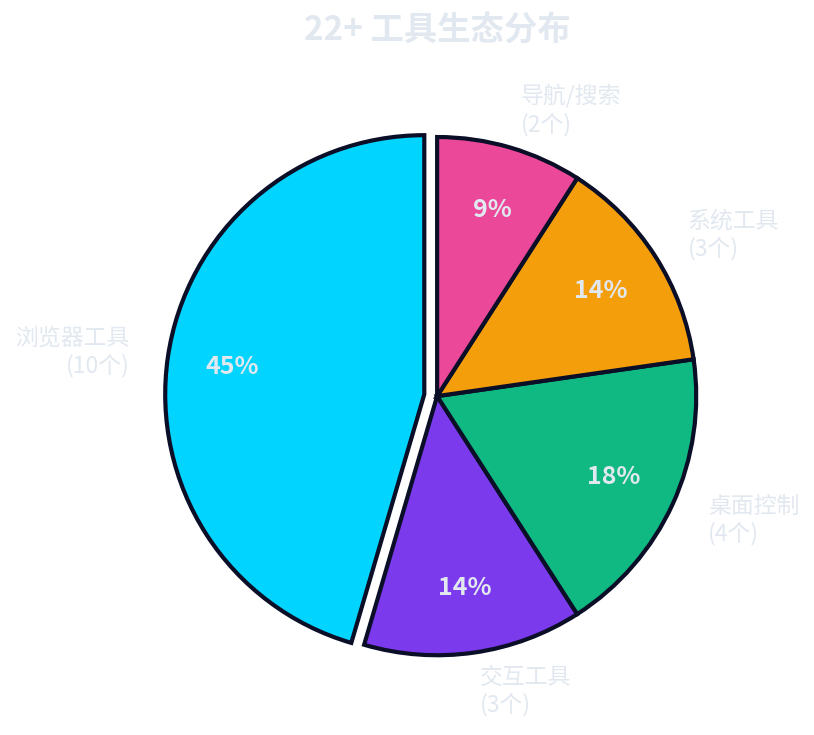 22+ 工具生态分布
导航/搜索
(2个)
9%
系统工具
(3个)
14%
浏览器工具
(10个)
45%
18%
桌面控制
(4个)
14%
交互工具
(3个)